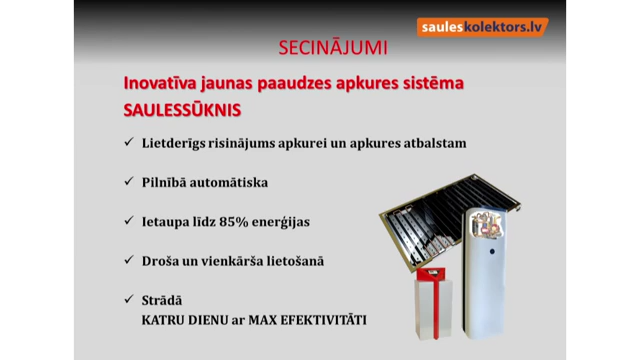 sauleskolektors.lv
SECINĀJUMI
Inovatīva jaunas paaudzes apkures sistēma
SAULESSŪKNIS
✓ Lietderīgs risinājums apkurei un apkures atbalstam
✓ Pilnībā automātiska
✓ Ietaupa līdz 85% enerģijas
✓ Droša un vienkārša lietošanā
✓ Strādā
KATRU DIENU ar MAX EFEKTIVITĀTI